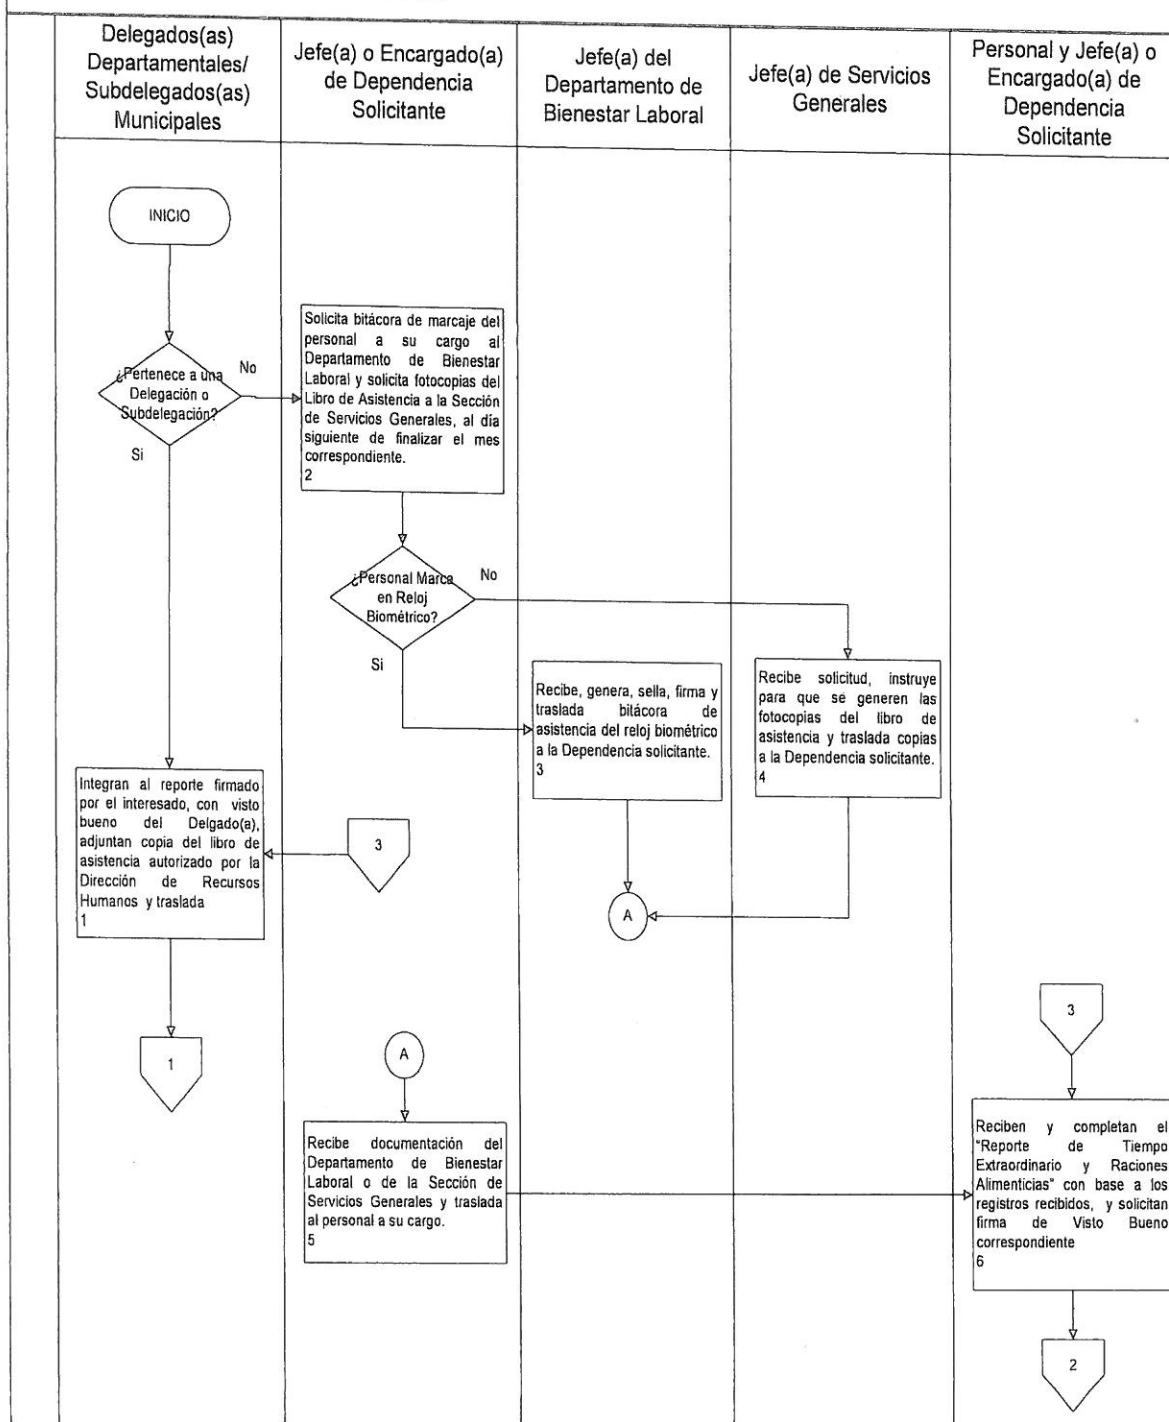 Delegados(as)
Departamentales/
Subdelegados(as)
Municipales
Jefe(a) o Encargado(a)
de Dependencia
Solicitante
Jefe(a) del
Departamento de
Bienestar Laboral
Jefe(a) de Servicios
Generales
Personal y Jefe(a) o
Encargado(a) de
Dependencia
Solicitante
INICIO
¿Pertenece a una
Delegación o
Subdelegación?
No
Si
Solicita bitácora de marcaje del
personal a su cargo al
Departamento de Bienestar
Laboral y solicita fotocopias del
Libro de Asistencia a la Sección
de Servicios Generales, al día
siguiente de finalizar el mes
correspondiente.
2
¿Personal Marca
en Reloj
Biométrico?
No
Si
Recibe, genera, sella, firma y
traslada bitácora de
asistencia del reloj biométrico
a la Dependencia solicitante.
3
Recibe solicitud, instruye
para que se generen las
fotocopias del libro de
asistencia y traslada copias
a la Dependencia solicitante.
4
Integran al reporte firmado
por el interesado, con visto
bueno del Delgado(a),
adjuntan copia del libro de
asistencia autorizado por la
Dirección de Recursos
Humanos y traslada
1
3
A
1
A
3
Recibe documentación del
Departamento de Bienestar
Laboral o de la Sección de
Servicios Generales y traslada
al personal a su cargo.
5
Reciben y completan el
"Reporte de Tiempo
Extraordinario y Raciones
Alimenticias" con base a los
registros recibidos, y solicitan
firma de Visto Bueno
correspondiente
6
2